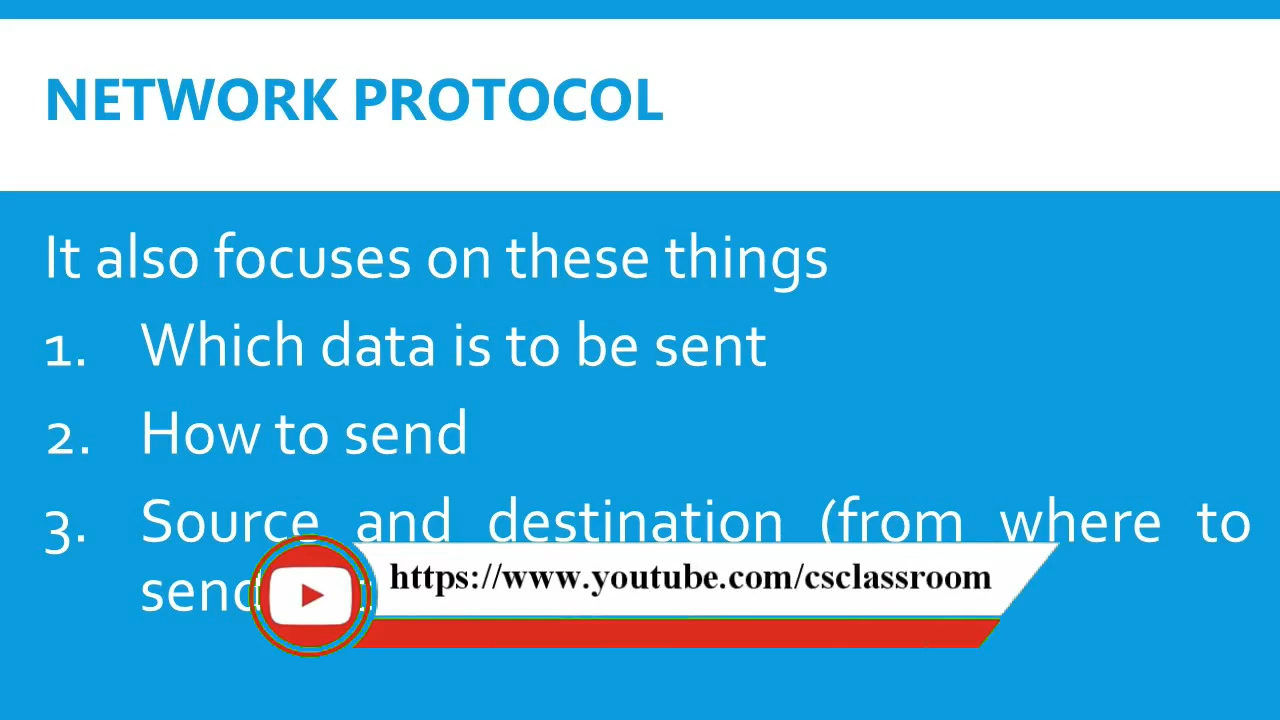 NETWORK PROTOCOL
It also focuses on these things
1. Which data is to be sent
2. How to send
3. Source and destination (from where to
send
https://www.youtube.com/csclassroom